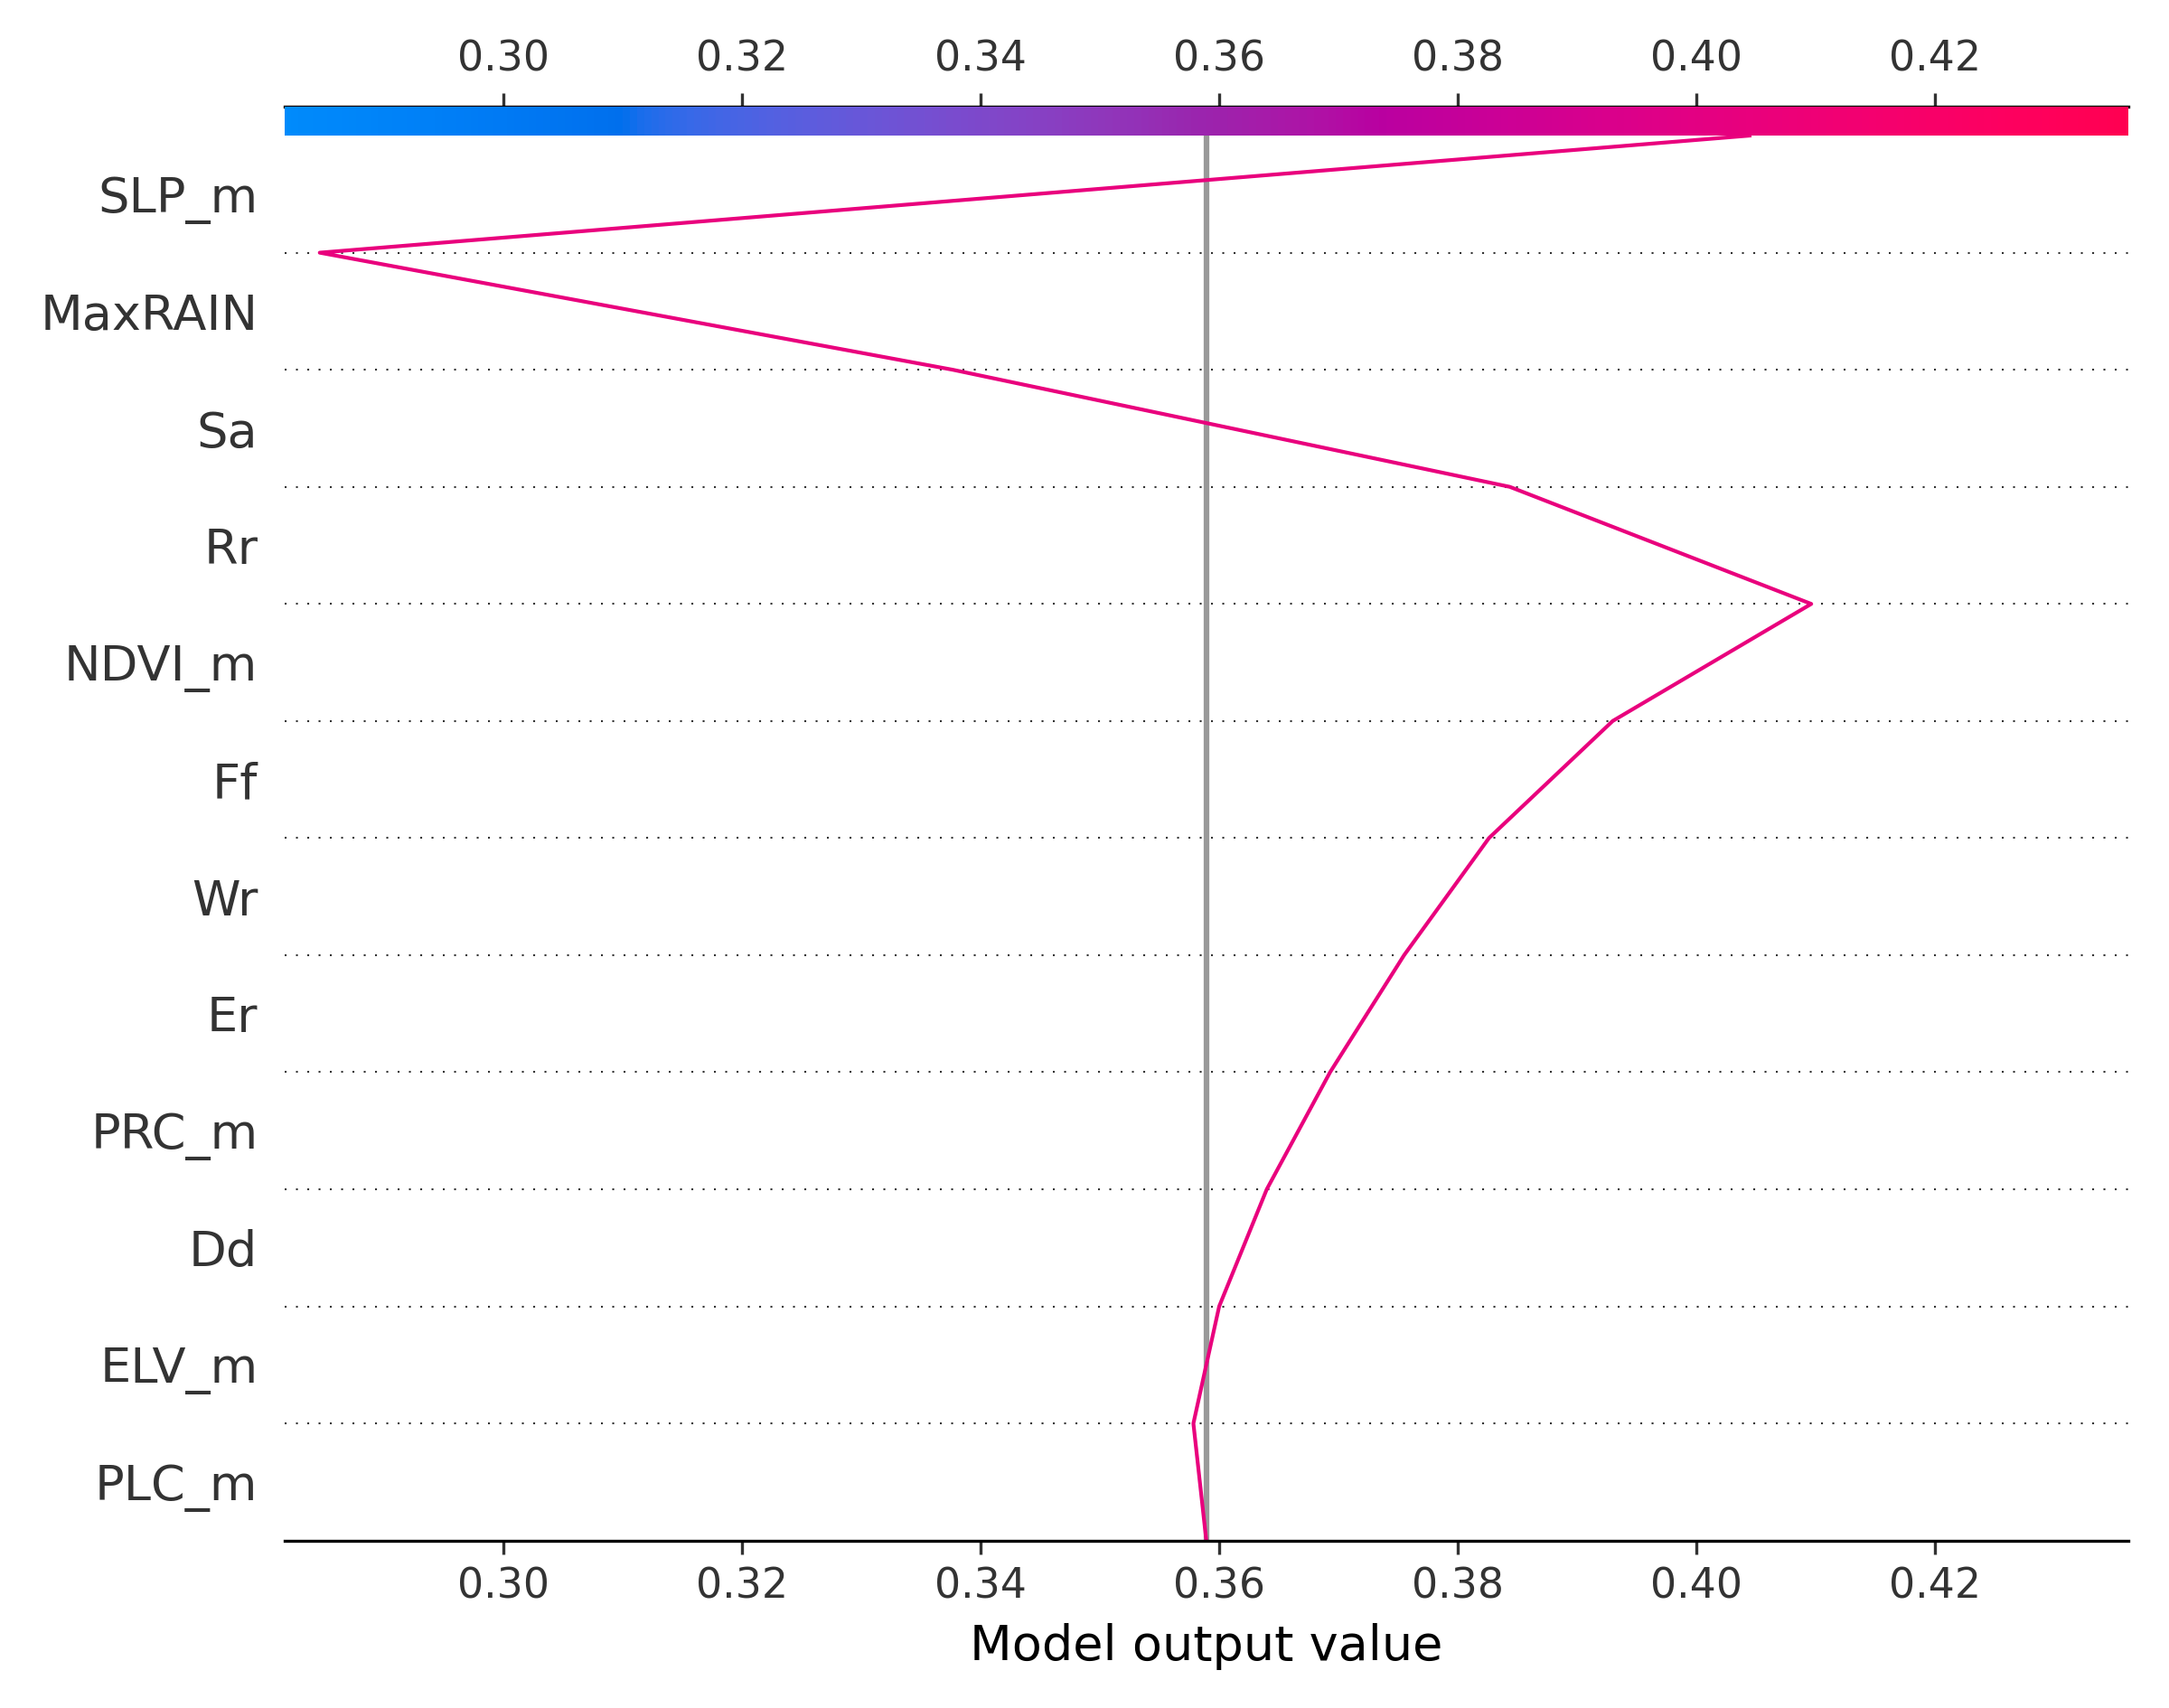 0.30 0.32 0.34 0.36 0.38 0.40 0.42
SLP_m
MaxRAIN
Sa
Rr
NDVI_m
Ff
Wr
Er
PRC_m
Dd
ELV_m
PLC_m
0.30 0.32 0.34 0.36 0.38 0.40 0.42
Model output value